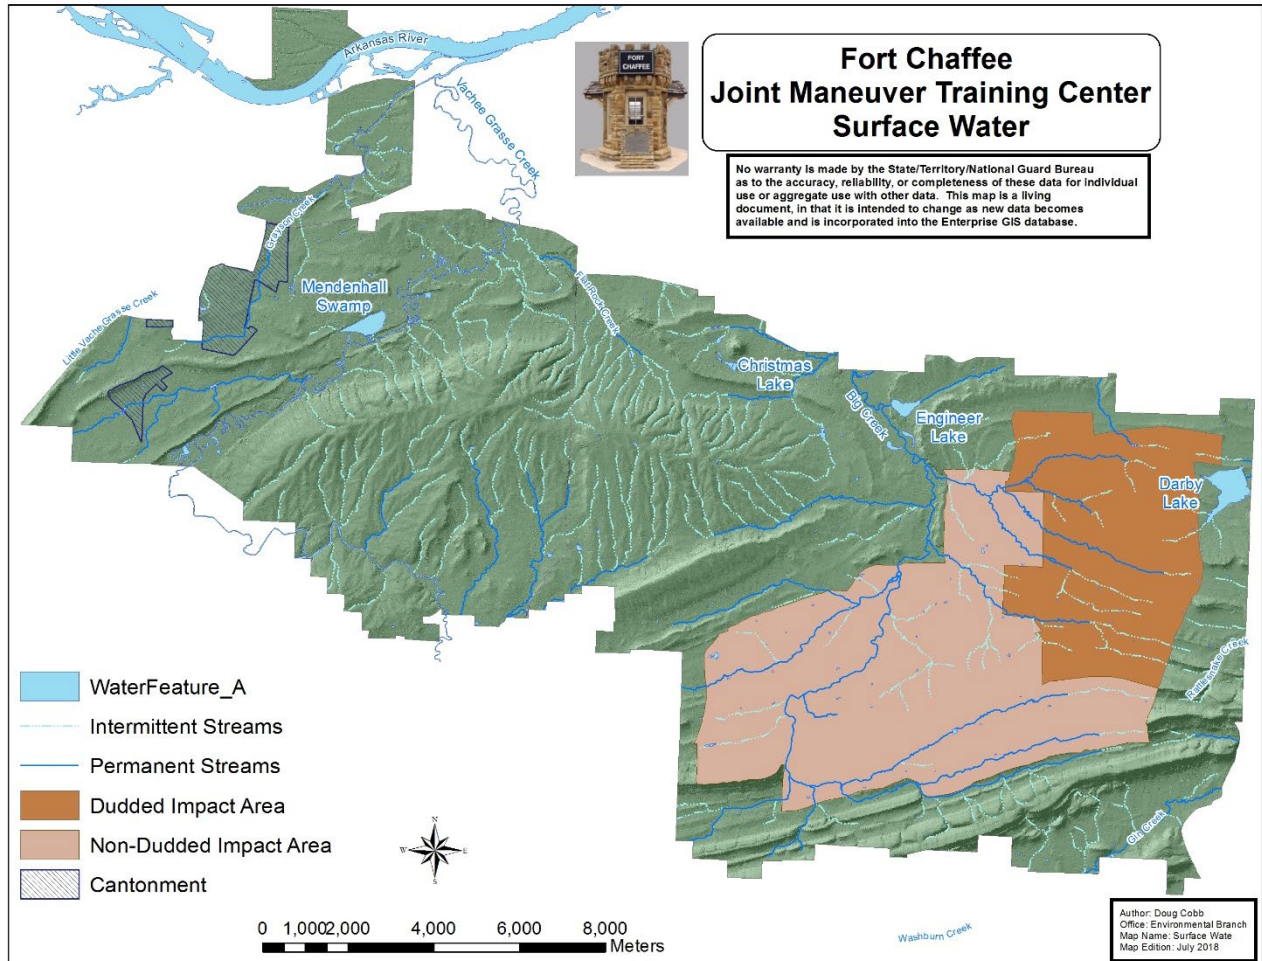 Arkansas River
FORT
CHAFFEE
Fort Chaffee
Joint Maneuver Training Center
Surface Water
No warranty is made by the State/Territory/National Guard Bureau
as to the accuracy, reliability, or completeness of these data for individual
use or aggregate use with other data. This map is a living
document, in that it is intended to change as new data becomes
available and is incorporated into the Enterprise GIS database.
Vachee Grasse Creek
Grayson Creek
Mendenhall
Swamp
Little Vache Grasse Creek
Flat Rock Creek
Christmas
Lake
Big Creek
Engineer
Lake
Darby
Lake
Rattlesnake Creek
Gin Creek
Washburn Creek
WaterFeature_A
Intermittent Streams
Permanent Streams
Dudded Impact Area
Non-Dudded Impact Area
Cantonment
N
W
E
S
0 1,000 2,000 4,000 6,000 8,000
Meters
Author: Doug Cobb
Office: Environmental Branch
Map Name: Surface Wate
Map Edition: July 2018